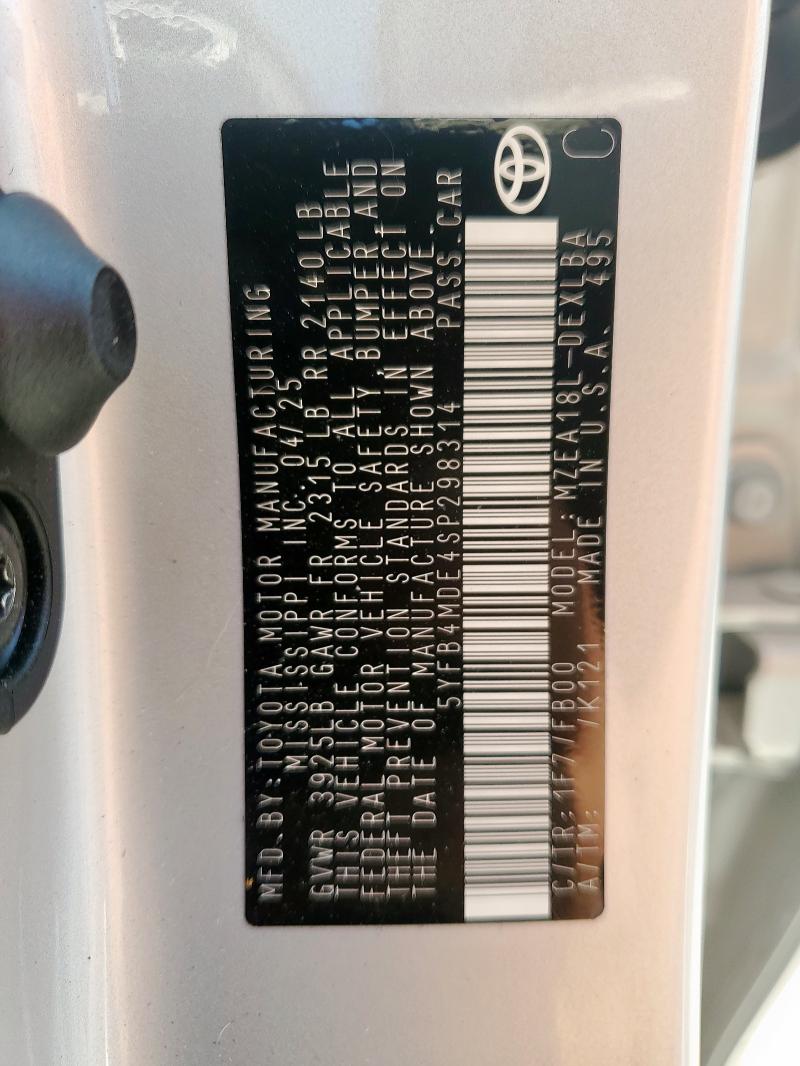 MFD.BY:TOYOTA MOTOR MANUFACTURING
MISSISSIPPI INC. 04/25
GVWR 3925LB GAWR FR 2315 LB RR 2140 LB
THIS VEHICLE CONFORMS TO ALL APPLICABLE
FEDERAL MOTOR VEHICLE SAFETY, BUMPER AND
THEFT PREVENTION STANDARDS IN EFFECT ON
THE DATE OF MANUFACTURE SHOWN ABOVE.
5YFB4MDE4SP298314 PASS.CAR
C/TR: 1F7 /FB00 MODEL: MZEA18L-DEXLBA
A/TM: /K121 MADE IN U.S.A. 495
C